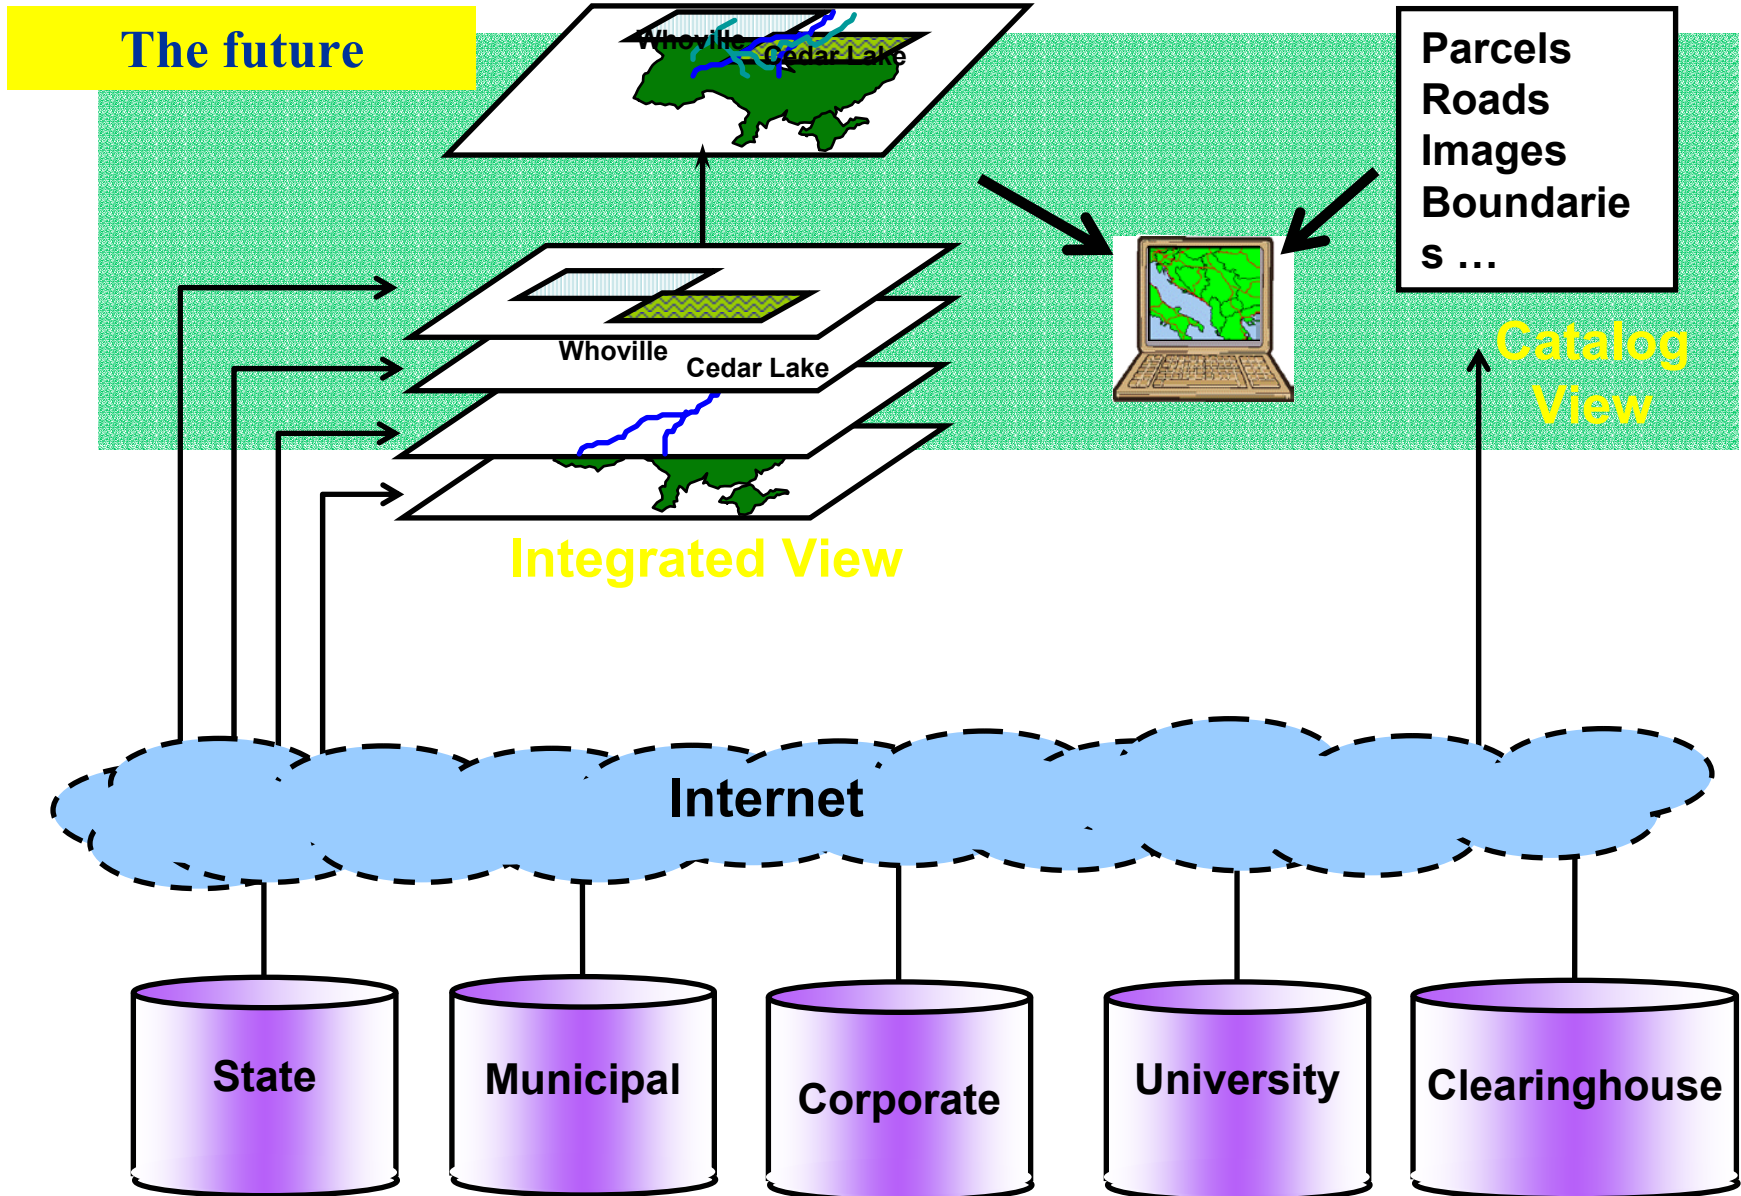 The future
Whoville
Cedar Lake
Parcels
Roads
Images
Boundarie
s …
Whoville
Cedar Lake
Catalog
View
Integrated View
Internet
State
Municipal
Corporate
University
Clearinghouse